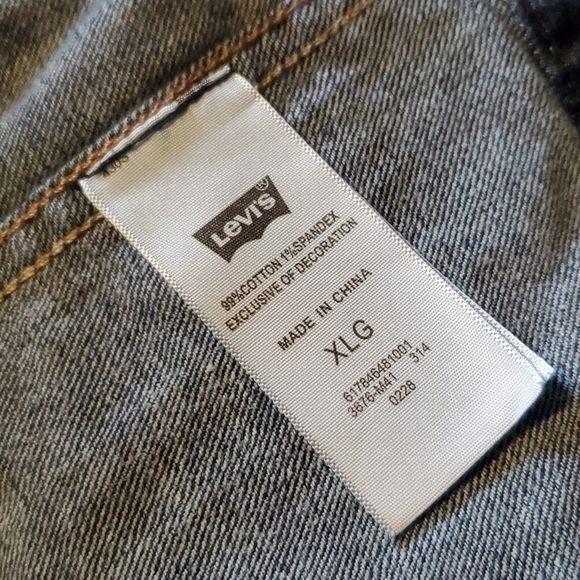 Levi's®
99%COTTON 1%SPANDEX
EXCLUSIVE OF DECORATION
MADE IN CHINA
XLG
617846481001
3676-M41 314
0228